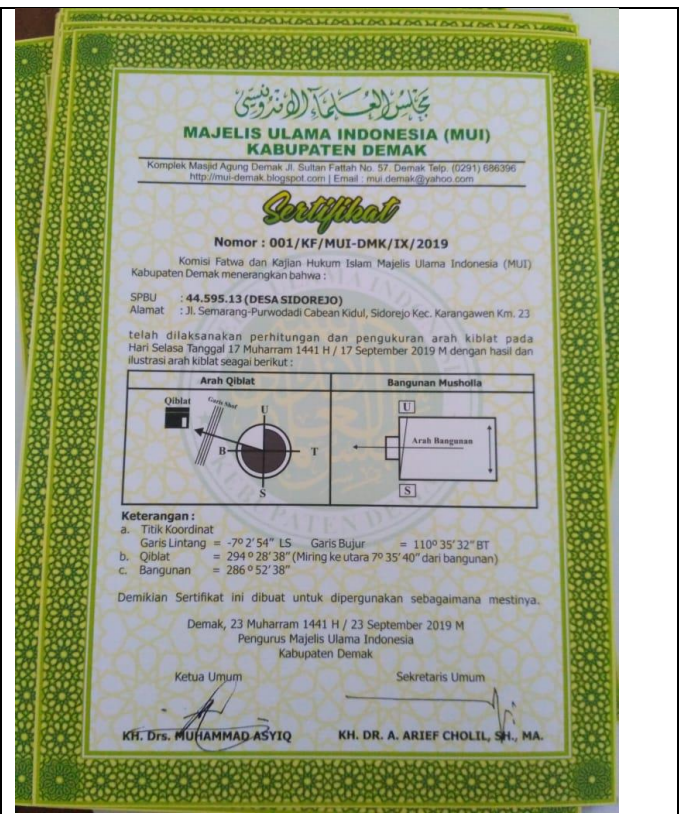 مجلس العلماء الأندونيسي
MAJELIS ULAMA INDONESIA (MUI)
KABUPATEN DEMAK
Komplek Masjid Agung Demak Jl. Sultan Fattah No. 57. Demak Telp. (0291) 686396
http://mui-demak.blogspot.com | Email : mui.demak@yahoo.com
Sertifikat
Nomor : 001/KF/MUI-DMK/IX/2019
Komisi Fatwa dan Kajian Hukum Islam Majelis Ulama Indonesia (MUI)
Kabupaten Demak menerangkan bahwa :
SPBU : 44.595.13 (DESA SIDOREJO)
Alamat : Jl. Semarang-Purwodadi Cabean Kidul, Sidorejo Kec. Karangawen Km. 23
telah dilaksanakan perhitungan dan pengukuran arah kiblat pada
Hari Selasa Tanggal 17 Muharram 1441 H / 17 September 2019 M dengan hasil dan
ilustrasi arah kiblat seagai berikut :
Arah Qiblat
Bangunan Musholla
Qiblat
Garis Shof
U
B
T
S
U
Arah Bangunan
S
Keterangan :
a. Titik Koordinat
Garis Lintang = -7º 2' 54" LS Garis Bujur = 110º 35' 32" BT
b. Qiblat = 294 º 28' 38" (Miring ke utara 7º 35' 40" dari bangunan)
c. Bangunan = 286 º 52' 38"
Demikian Sertifikat ini dibuat untuk dipergunakan sebagaimana mestinya.
Demak, 23 Muharram 1441 H / 23 September 2019 M
Pengurus Majelis Ulama Indonesia
Kabupaten Demak
Ketua Umum
Sekretaris Umum
KH. Drs. MUHAMMAD ASYIQ
KH. DR. A. ARIEF CHOLIL, SH., MA.